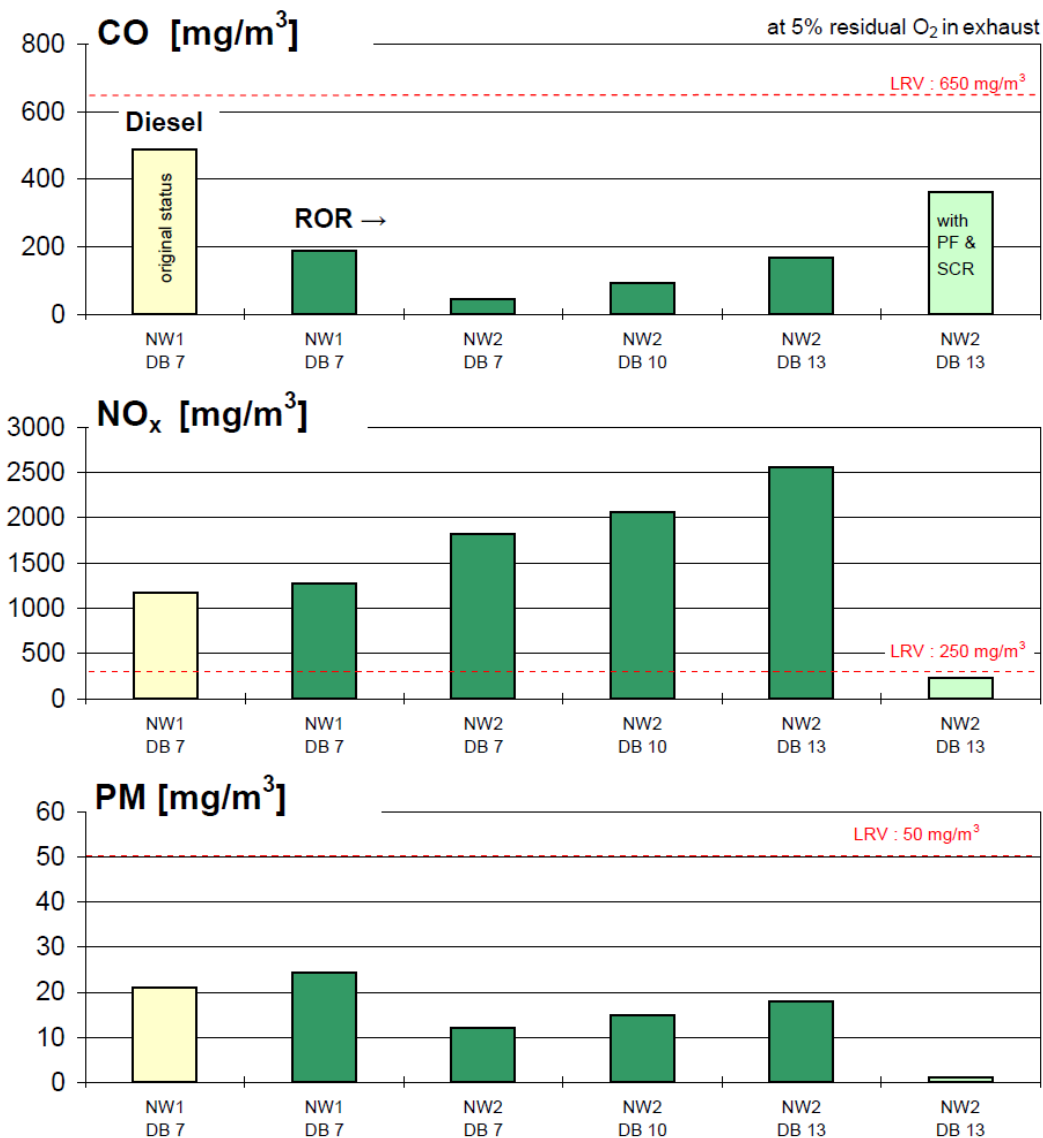 CO [mg/m³]
at 5% residual O₂ in exhaust
800
LRV : 650 mg/m³
600
Diesel
400
original status
ROR →
with
PF &
SCR
200
0
NW1 NW1 NW2 NW2 NW2 NW2
DB 7 DB 7 DB 7 DB 10 DB 13 DB 13
NOₓ [mg/m³]
3000
2500
2000
1500
1000
500
LRV : 250 mg/m³
0
NW1 NW1 NW2 NW2 NW2 NW2
DB 7 DB 7 DB 7 DB 10 DB 13 DB 13
PM [mg/m³]
60
LRV : 50 mg/m³
50
40
30
20
10
0
NW1 NW1 NW2 NW2 NW2 NW2
DB 7 DB 7 DB 7 DB 10 DB 13 DB 13